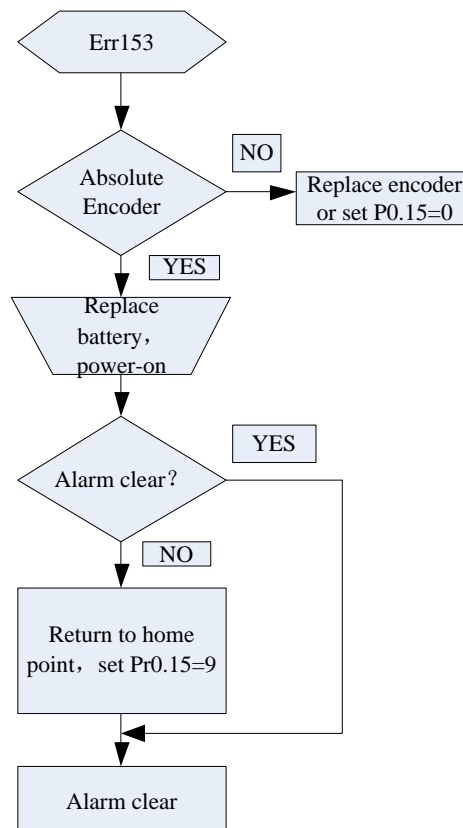 Err153
Absolute
Encoder
NO
Replace encoder
or set P0.15=0
YES
Replace
battery，
power-on
Alarm clear？
YES
NO
Return to home
point，set Pr0.15=9
Alarm clear